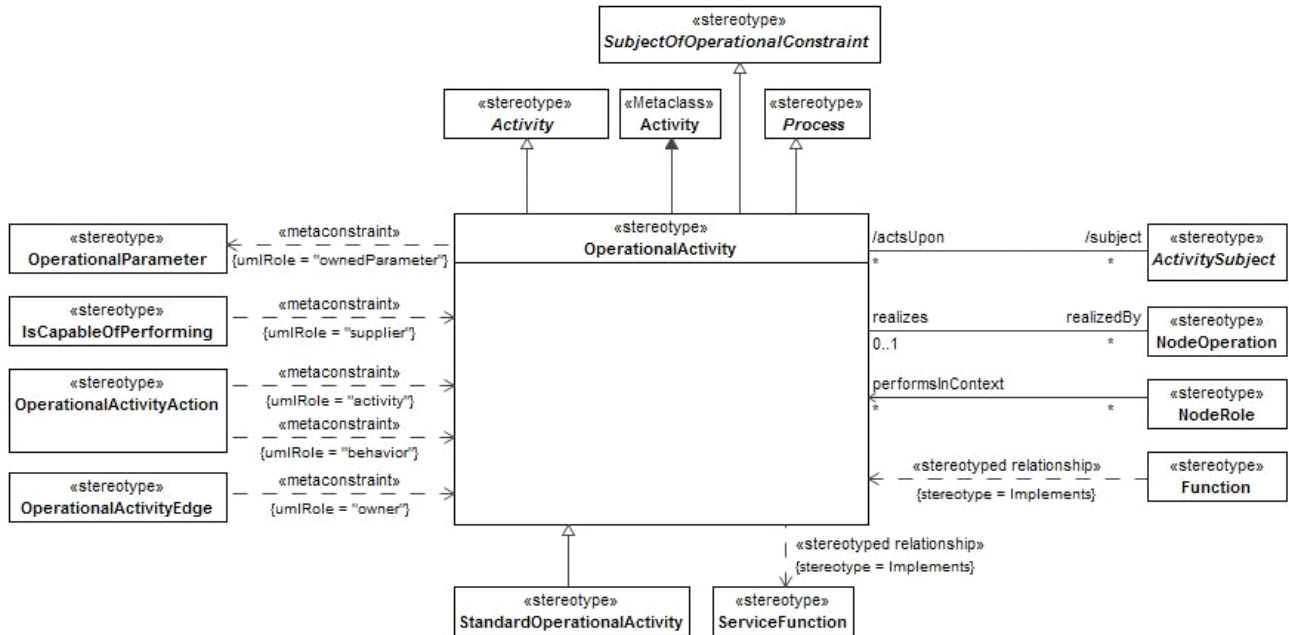 «stereotype»
SubjectOfOperationalConstraint
«stereotype»
Activity
«Metaclass»
Activity
«stereotype»
Process
«stereotype»
OperationalActivity
«stereotype»
OperationalParameter
«metaconstraint»
{umlRole = "ownedParameter"}
«stereotype»
IsCapableOfPerforming
«metaconstraint»
{umlRole = "supplier"}
«stereotype»
OperationalActivityAction
«metaconstraint»
{umlRole = "activity"}
«metaconstraint»
{umlRole = "behavior"}
«stereotype»
OperationalActivityEdge
«metaconstraint»
{umlRole = "owner"}
/actsUpon
/subject
*
*
«stereotype»
ActivitySubject
realizes
realizedBy
0..1
*
«stereotype»
NodeOperation
performsInContext
*
*
«stereotype»
NodeRole
«stereotyped relationship»
{stereotype = Implements}
«stereotype»
Function
«stereotyped relationship»
{stereotype = Implements}
«stereotype»
StandardOperationalActivity
«stereotype»
ServiceFunction